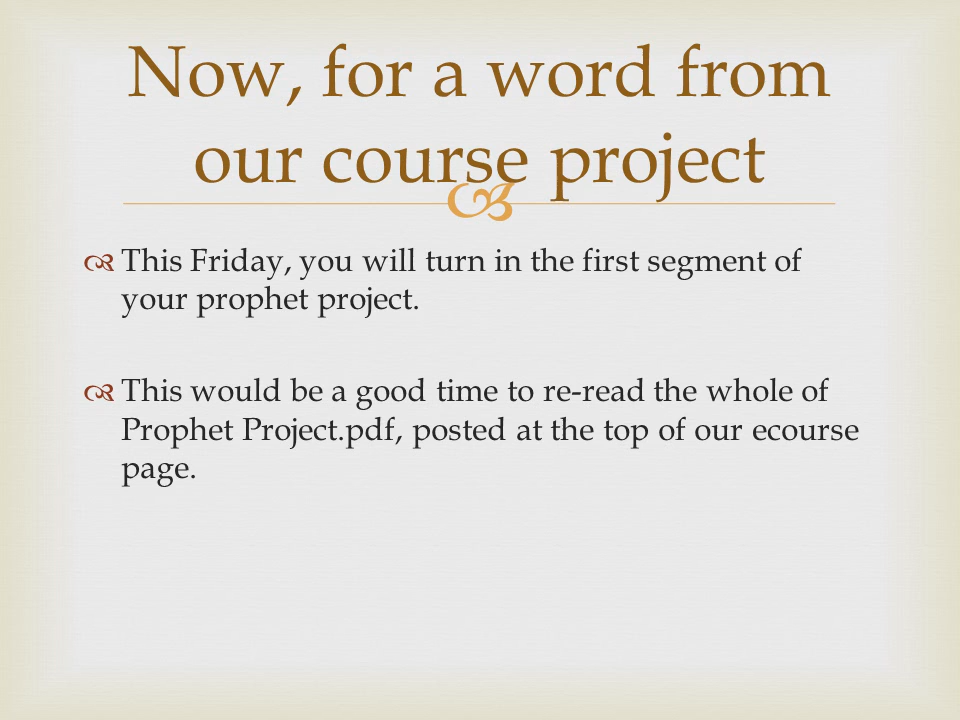 Now, for a word from
our course project
This Friday, you will turn in the first segment of
your prophet project.
This would be a good time to re-read the whole of
Prophet Project.pdf, posted at the top of our ecourse
page.